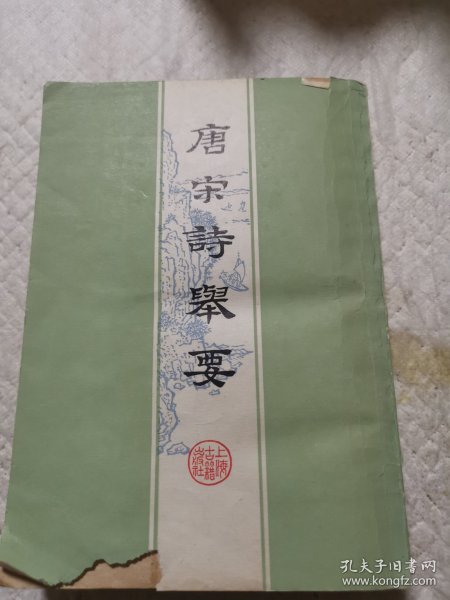 唐宋詩舉要
上海
古籍
出版社
孔夫子旧书网
www.kongfz.com